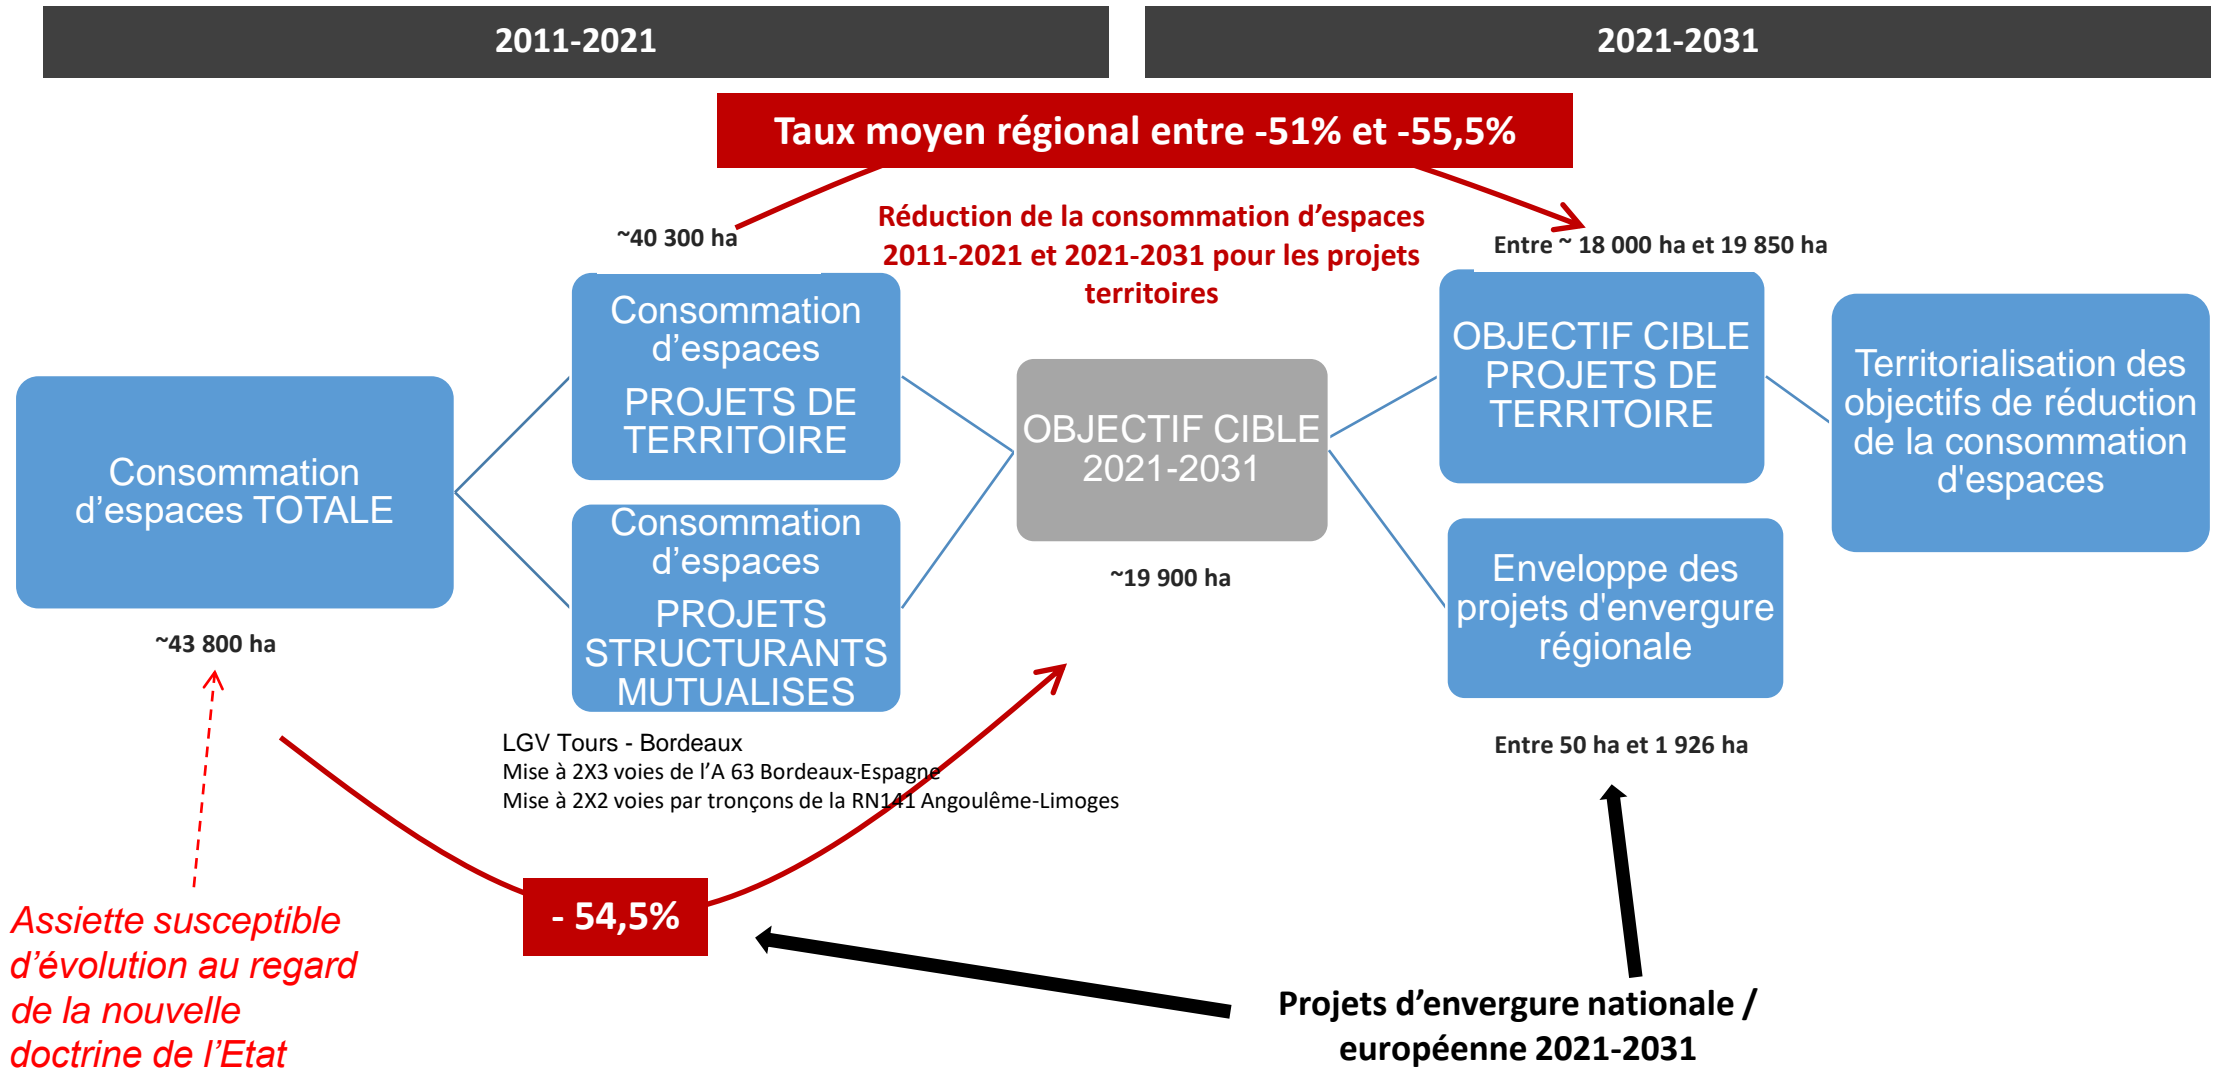 2011-2021
2021-2031
Taux moyen régional entre -51% et -55,5%
Réduction de la consommation d’espaces
2011-2021 et 2021-2031 pour les projets
territoires
~40 300 ha
Entre ~ 18 000 ha et 19 850 ha
Consommation
d’espaces TOTALE
~43 800 ha
Consommation
d’espaces
PROJETS DE
TERRITOIRE
Consommation
d’espaces
PROJETS
STRUCTURANTS
MUTUALISES
LGV Tours - Bordeaux
Mise à 2X3 voies de l’A 63 Bordeaux-Espagne
Mise à 2X2 voies par tronçons de la RN141 Angoulême-Limoges
OBJECTIF CIBLE
2021-2031
~19 900 ha
OBJECTIF CIBLE
PROJETS DE
TERRITOIRE
Enveloppe des
projets d'envergure
régionale
Entre 50 ha et 1 926 ha
Territorialisation des
objectifs de réduction
de la consommation
d'espaces
- 54,5%
Assiette susceptible
d’évolution au regard
de la nouvelle
doctrine de l’Etat
Projets d’envergure nationale /
européenne 2021-2031